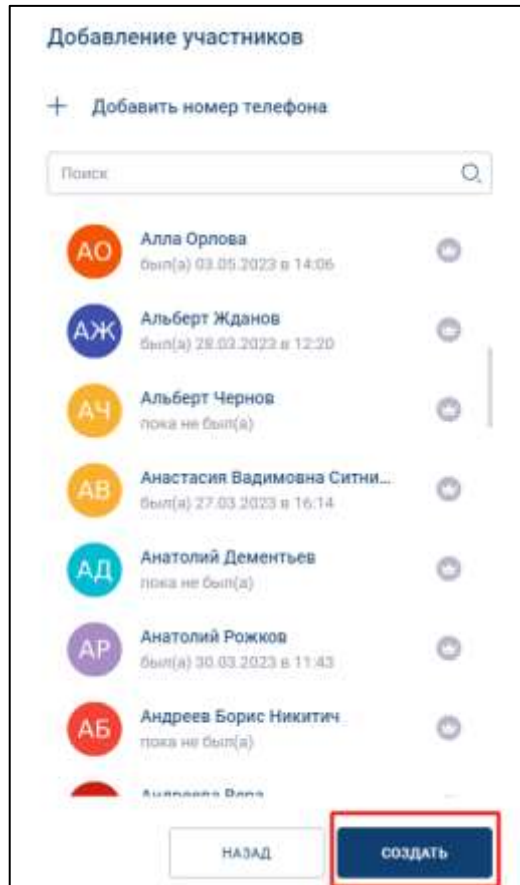 Добавление участников
+ Добавить номер телефона
Поиск
АО
Алла Орлова
был(а) 03.05.2023 в 14:06
АЖ
Альберт Жданов
был(а) 28.03.2023 в 12:20
АЧ
Альберт Чернов
пока не был(а)
АВ
Анастасия Вадимовна Ситни...
был(а) 27.03.2023 в 16:14
АД
Анатолий Дементьев
пока не был(а)
АР
Анатолий Рожков
был(а) 30.03.2023 в 11:43
АБ
Андреев Борис Никитич
пока не был(а)
Андреева Вера
НАЗАД
СОЗДАТЬ